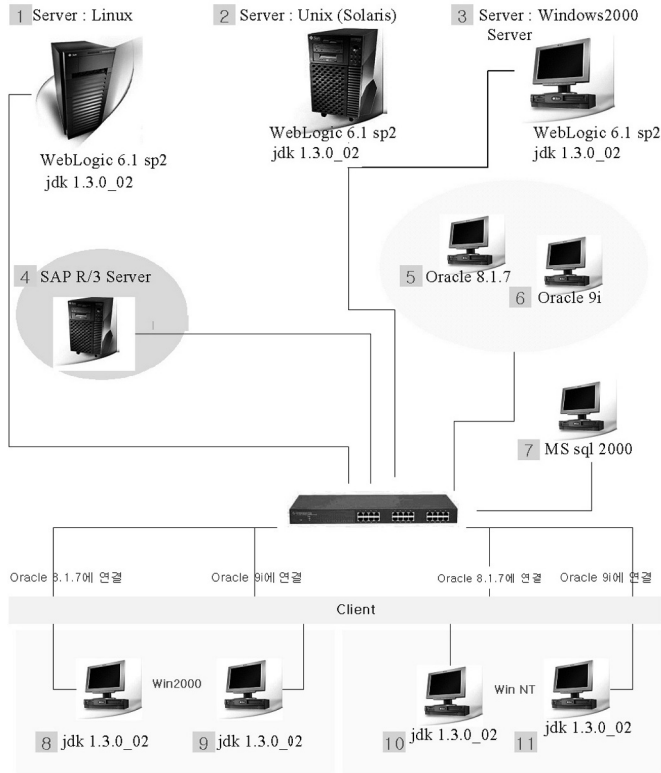 1 Server : Linux
2 Server : Unix (Solaris)
3 Server : Windows2000
Server
WebLogic 6.1 sp2
jdk 1.3.0_02
WebLogic 6.1 sp2
jdk 1.3.0_02
WebLogic 6.1 sp2
jdk 1.3.0_02
4 SAP R/3 Server
5 Oracle 8.1.7
6 Oracle 9i
7 MS sql 2000
Oracle 8.1.7에 연결
Oracle 9i에 연결
Oracle 8.1.7에 연결
Oracle 9i에 연결
Client
Win2000
Win NT
8 jdk 1.3.0_02
9 jdk 1.3.0_02
10 jdk 1.3.0_02
11 jdk 1.3.0_02